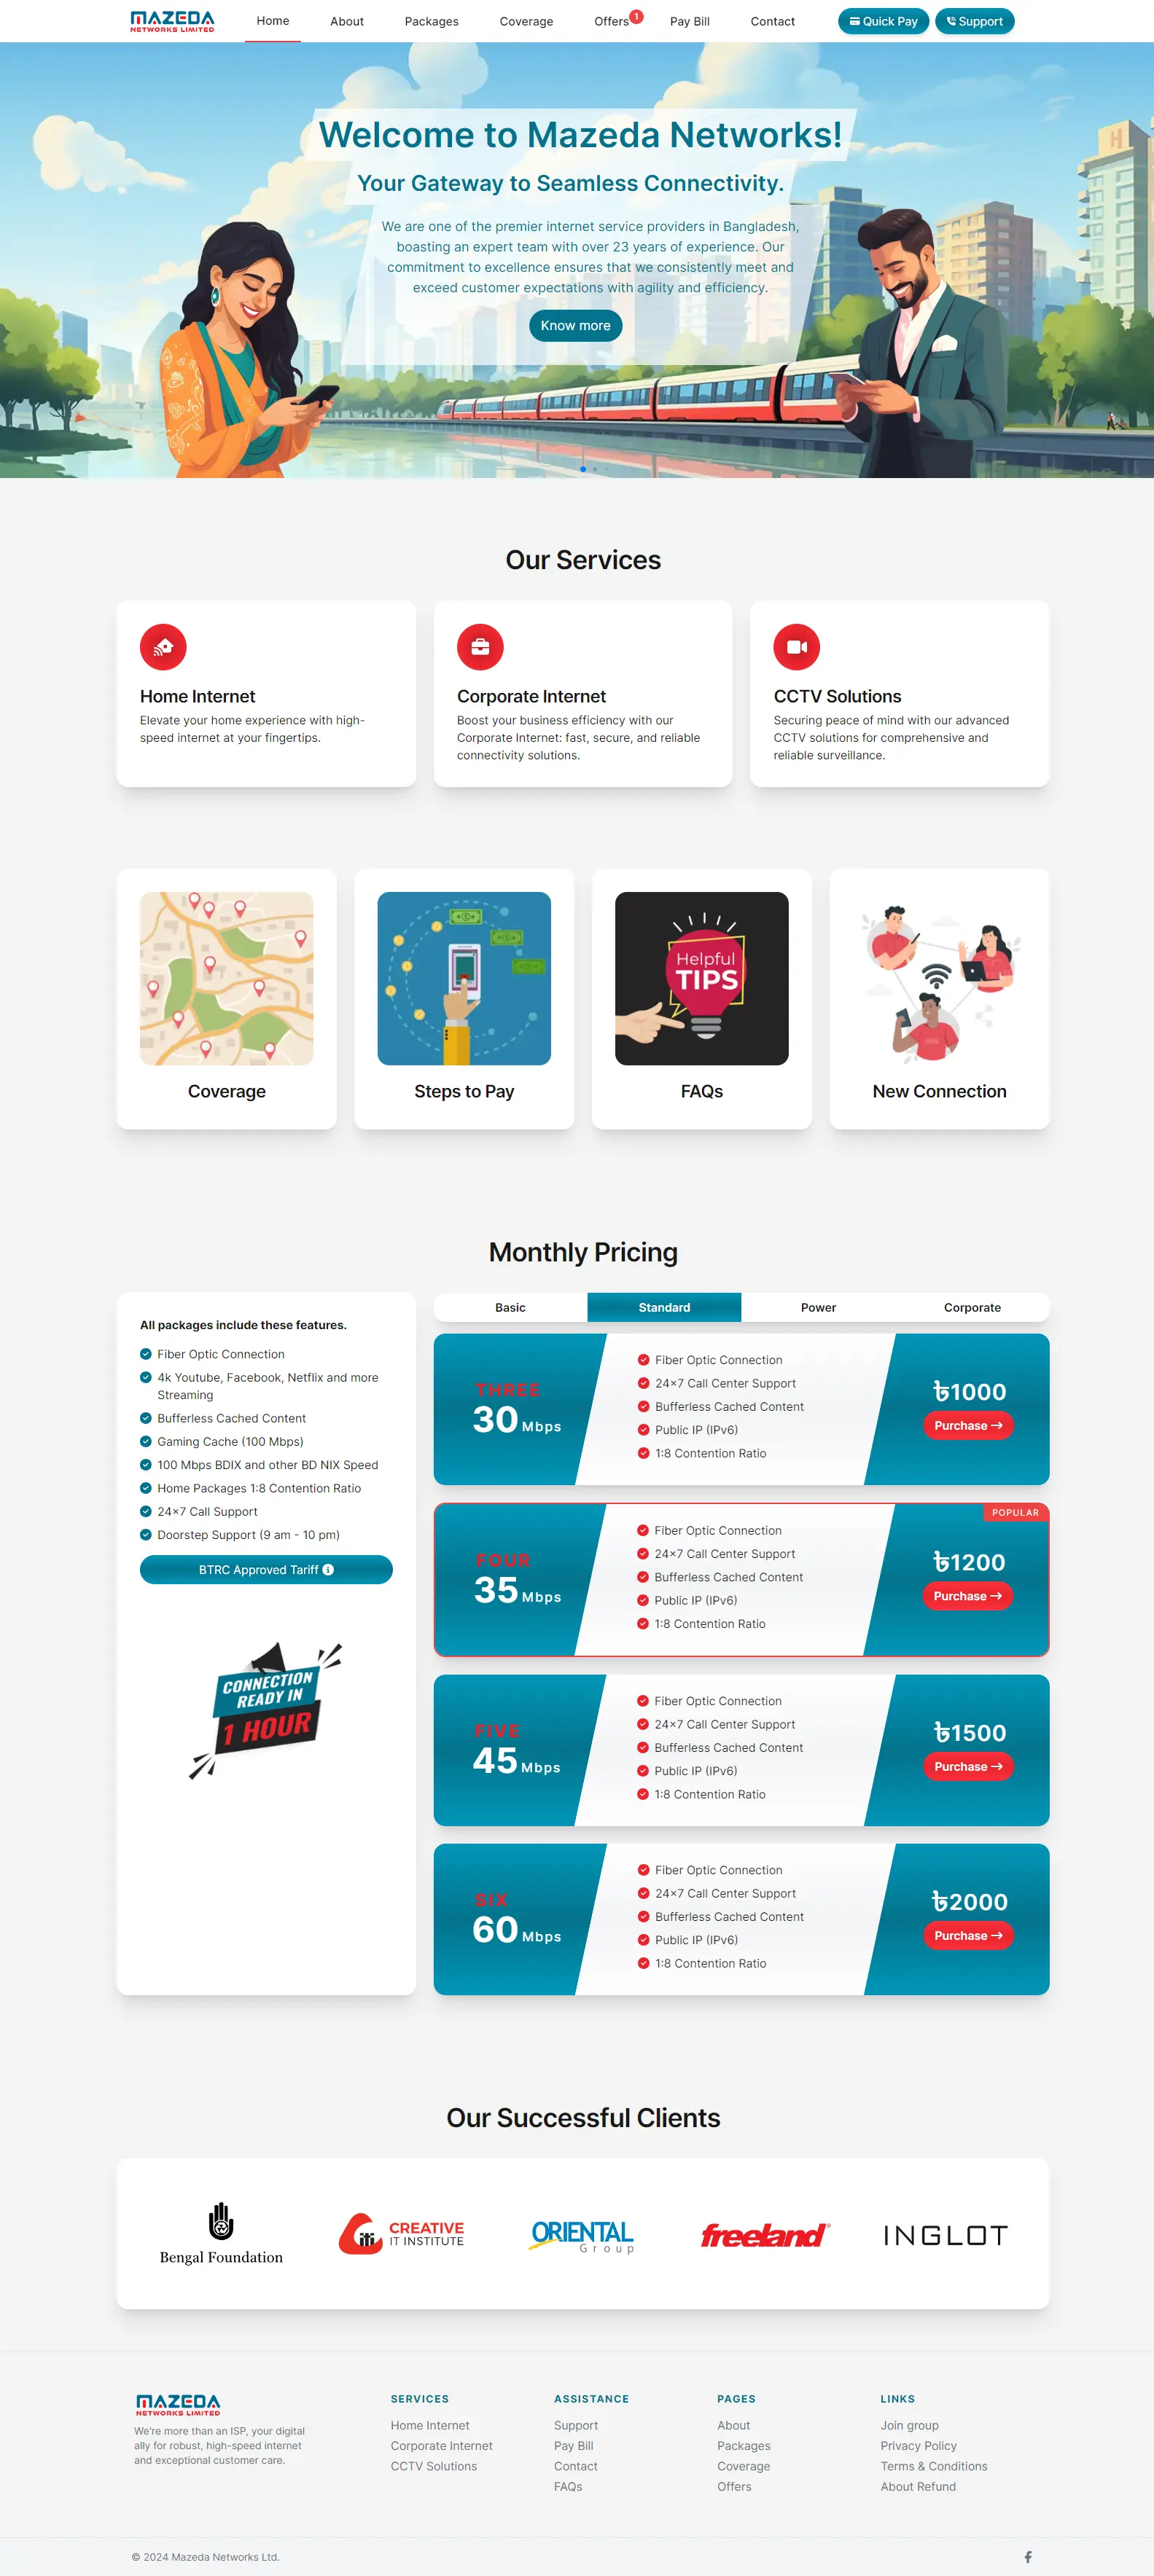 MAZEDA
NETWORKS LIMITED
Home
About
Packages
Coverage
Offers
1
Pay Bill
Contact
Quick Pay
Support
Welcome to Mazeda Networks!
Your Gateway to Seamless Connectivity.
We are one of the premier internet service providers in Bangladesh,
boasting an expert team with over 23 years of experience. Our
commitment to excellence ensures that we consistently meet and
exceed customer expectations with agility and efficiency.
Know more
H
Our Services
Home Internet
Elevate your home experience with high-
speed internet at your fingertips.
Corporate Internet
Boost your business efficiency with our
Corporate Internet: fast, secure, and reliable
connectivity solutions.
CCTV Solutions
Securing peace of mind with our advanced
CCTV solutions for comprehensive and
reliable surveillance.
Coverage
Steps to Pay
Helpful
TIPS
FAQs
New Connection
Monthly Pricing
All packages include these features.
Fiber Optic Connection
4k Youtube, Facebook, Netflix and more
Streaming
Bufferless Cached Content
Gaming Cache (100 Mbps)
100 Mbps BDIX and other BD NIX Speed
Home Packages 1:8 Contention Ratio
24×7 Call Support
Doorstep Support (9 am - 10 pm)
BTRC Approved Tariff
CONNECTION
READY IN
1 HOUR
Basic
Standard
Power
Corporate
THREE
30 Mbps
Fiber Optic Connection
24×7 Call Center Support
Bufferless Cached Content
Public IP (IPv6)
1:8 Contention Ratio
৳1000
Purchase →
POPULAR
FOUR
35 Mbps
Fiber Optic Connection
24×7 Call Center Support
Bufferless Cached Content
Public IP (IPv6)
1:8 Contention Ratio
৳1200
Purchase →
FIVE
45 Mbps
Fiber Optic Connection
24×7 Call Center Support
Bufferless Cached Content
Public IP (IPv6)
1:8 Contention Ratio
৳1500
Purchase →
SIX
60 Mbps
Fiber Optic Connection
24×7 Call Center Support
Bufferless Cached Content
Public IP (IPv6)
1:8 Contention Ratio
৳2000
Purchase →
Our Successful Clients
Bengal Foundation
CREATIVE
IT INSTITUTE
ORIENTAL
Group
freeland®
INGLOT
MAZEDA
NETWORKS LIMITED
We're more than an ISP, your digital
ally for robust, high-speed internet
and exceptional customer care.
SERVICES
Home Internet
Corporate Internet
CCTV Solutions
ASSISTANCE
Support
Pay Bill
Contact
FAQs
PAGES
About
Packages
Coverage
Offers
LINKS
Join group
Privacy Policy
Terms & Conditions
About Refund
© 2024 Mazeda Networks Ltd.